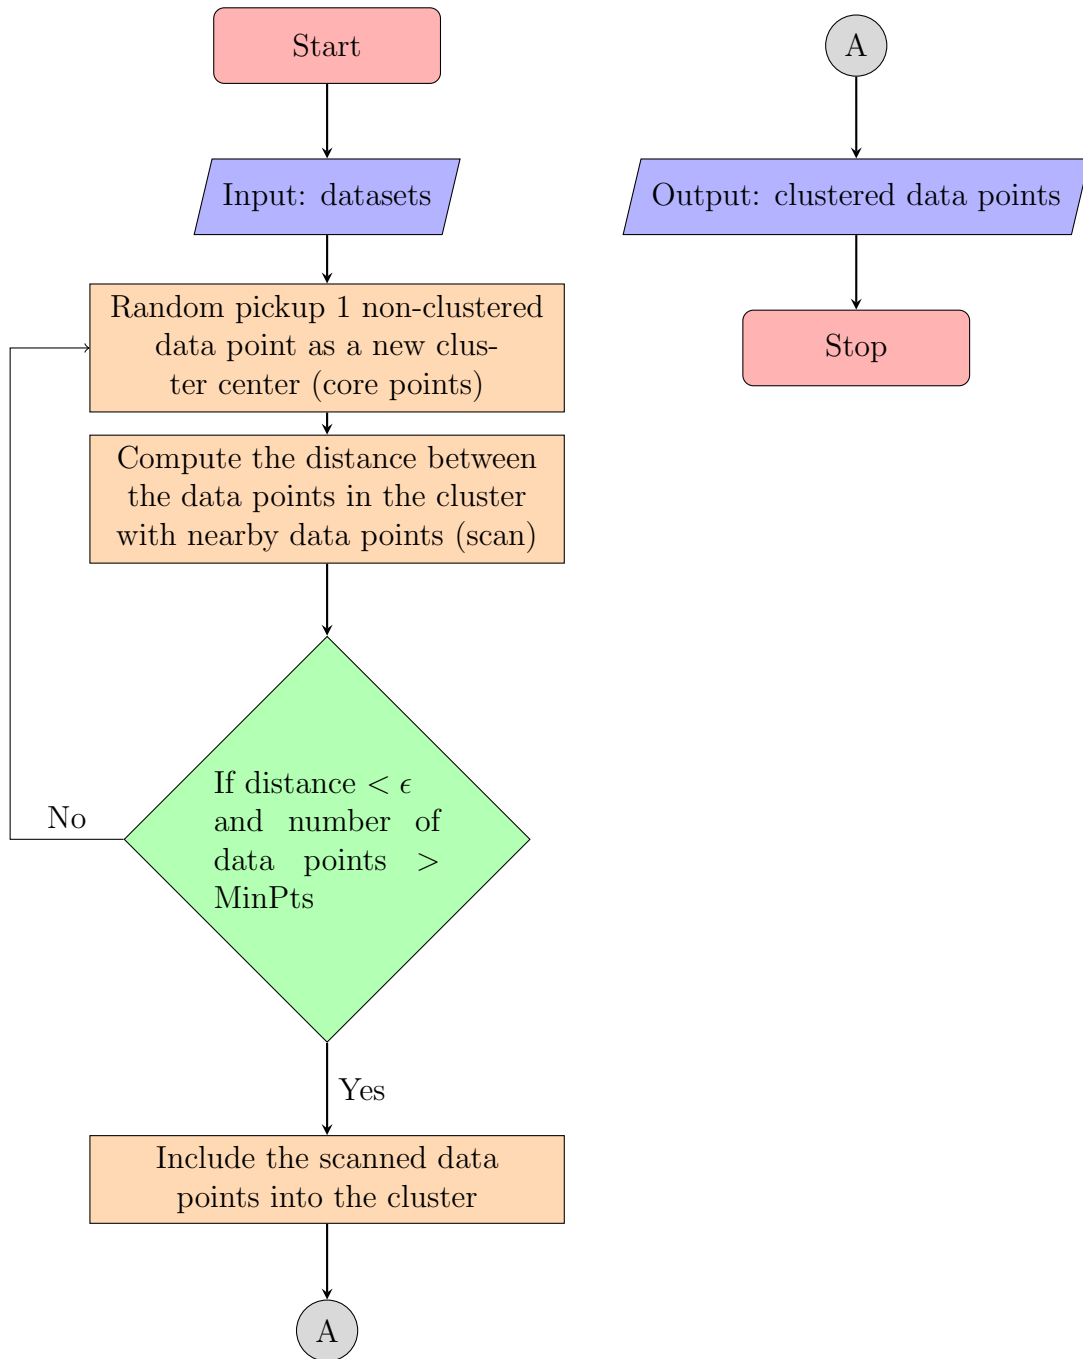 Start
Input: datasets
Random pickup 1 non-clustered
data point as a new clus-
ter center (core points)
Compute the distance between
the data points in the cluster
with nearby data points (scan)
If distance < ϵ
and number of
data points >
MinPts
No
Yes
Include the scanned data
points into the cluster
A
A
Output: clustered data points
Stop